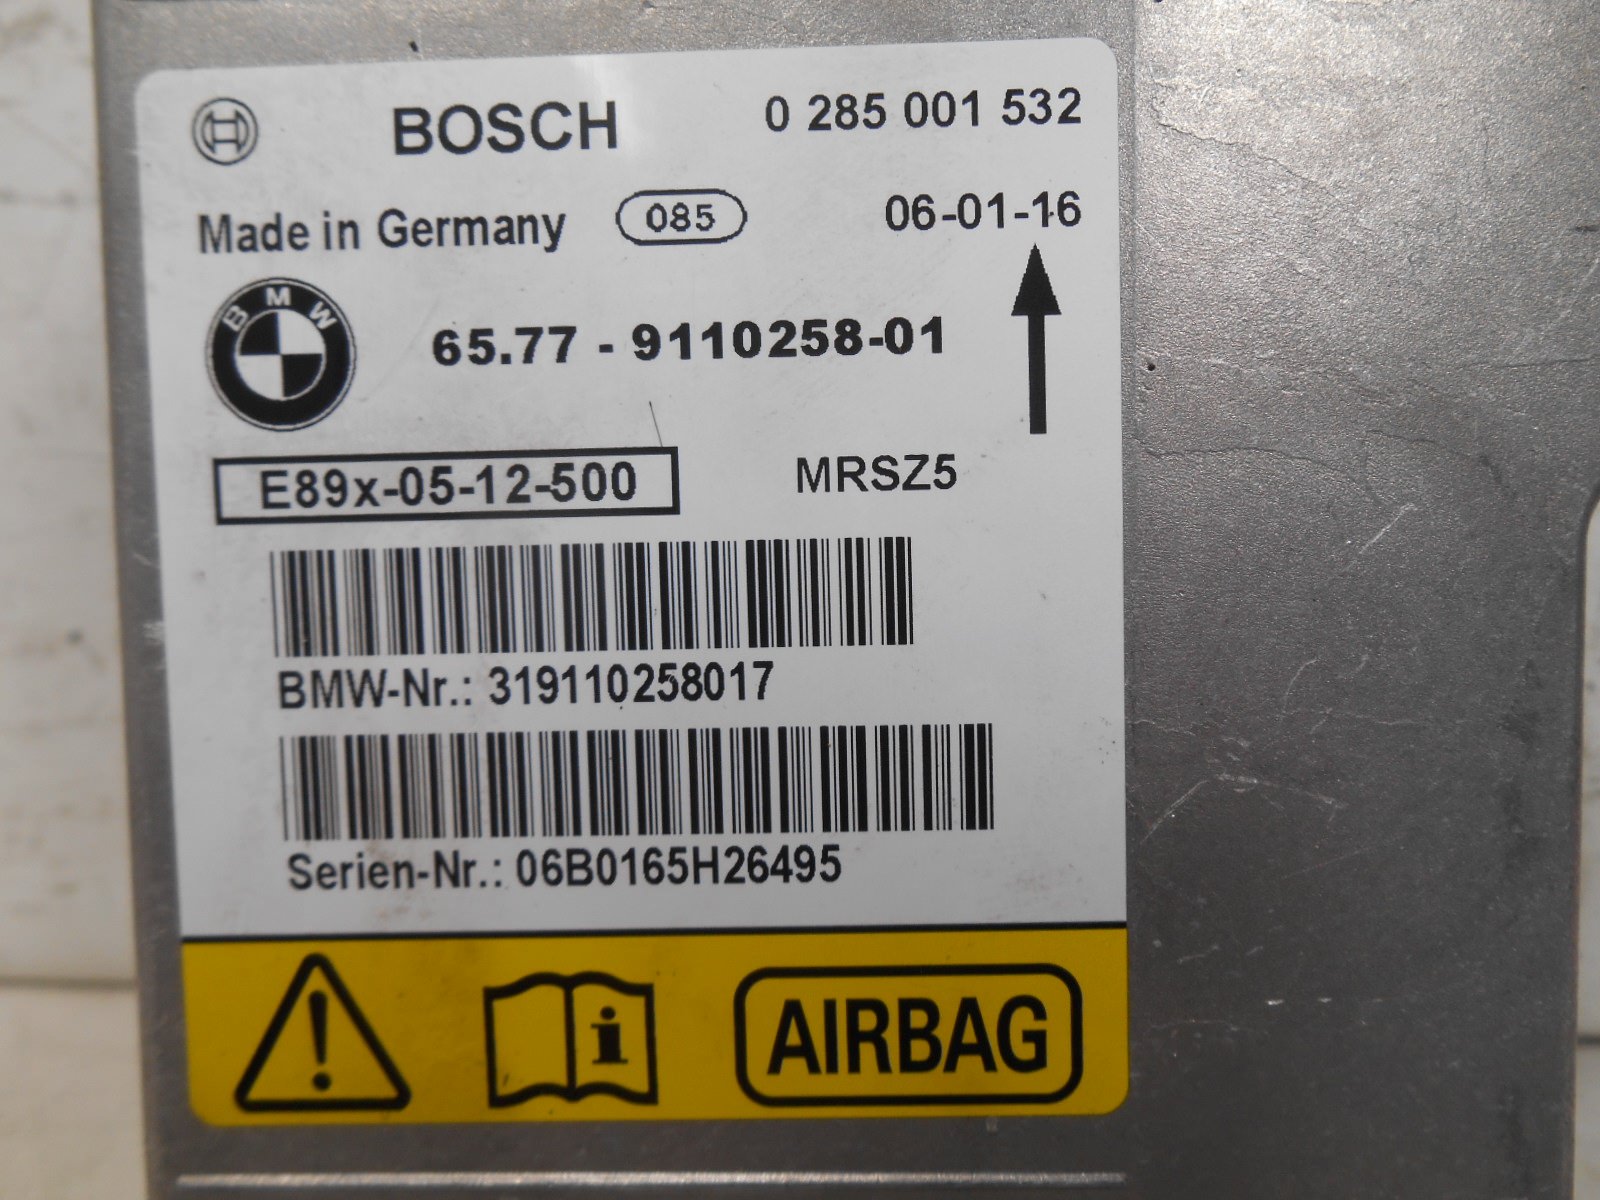 BOSCH 0 285 001 532
Made in Germany 085 06-01-16
BMW 65.77 - 9110258-01
E89x-05-12-500 MRSZ5
BMW-Nr.: 319110258017
Serien-Nr.: 06B0165H26495
! i AIRBAG